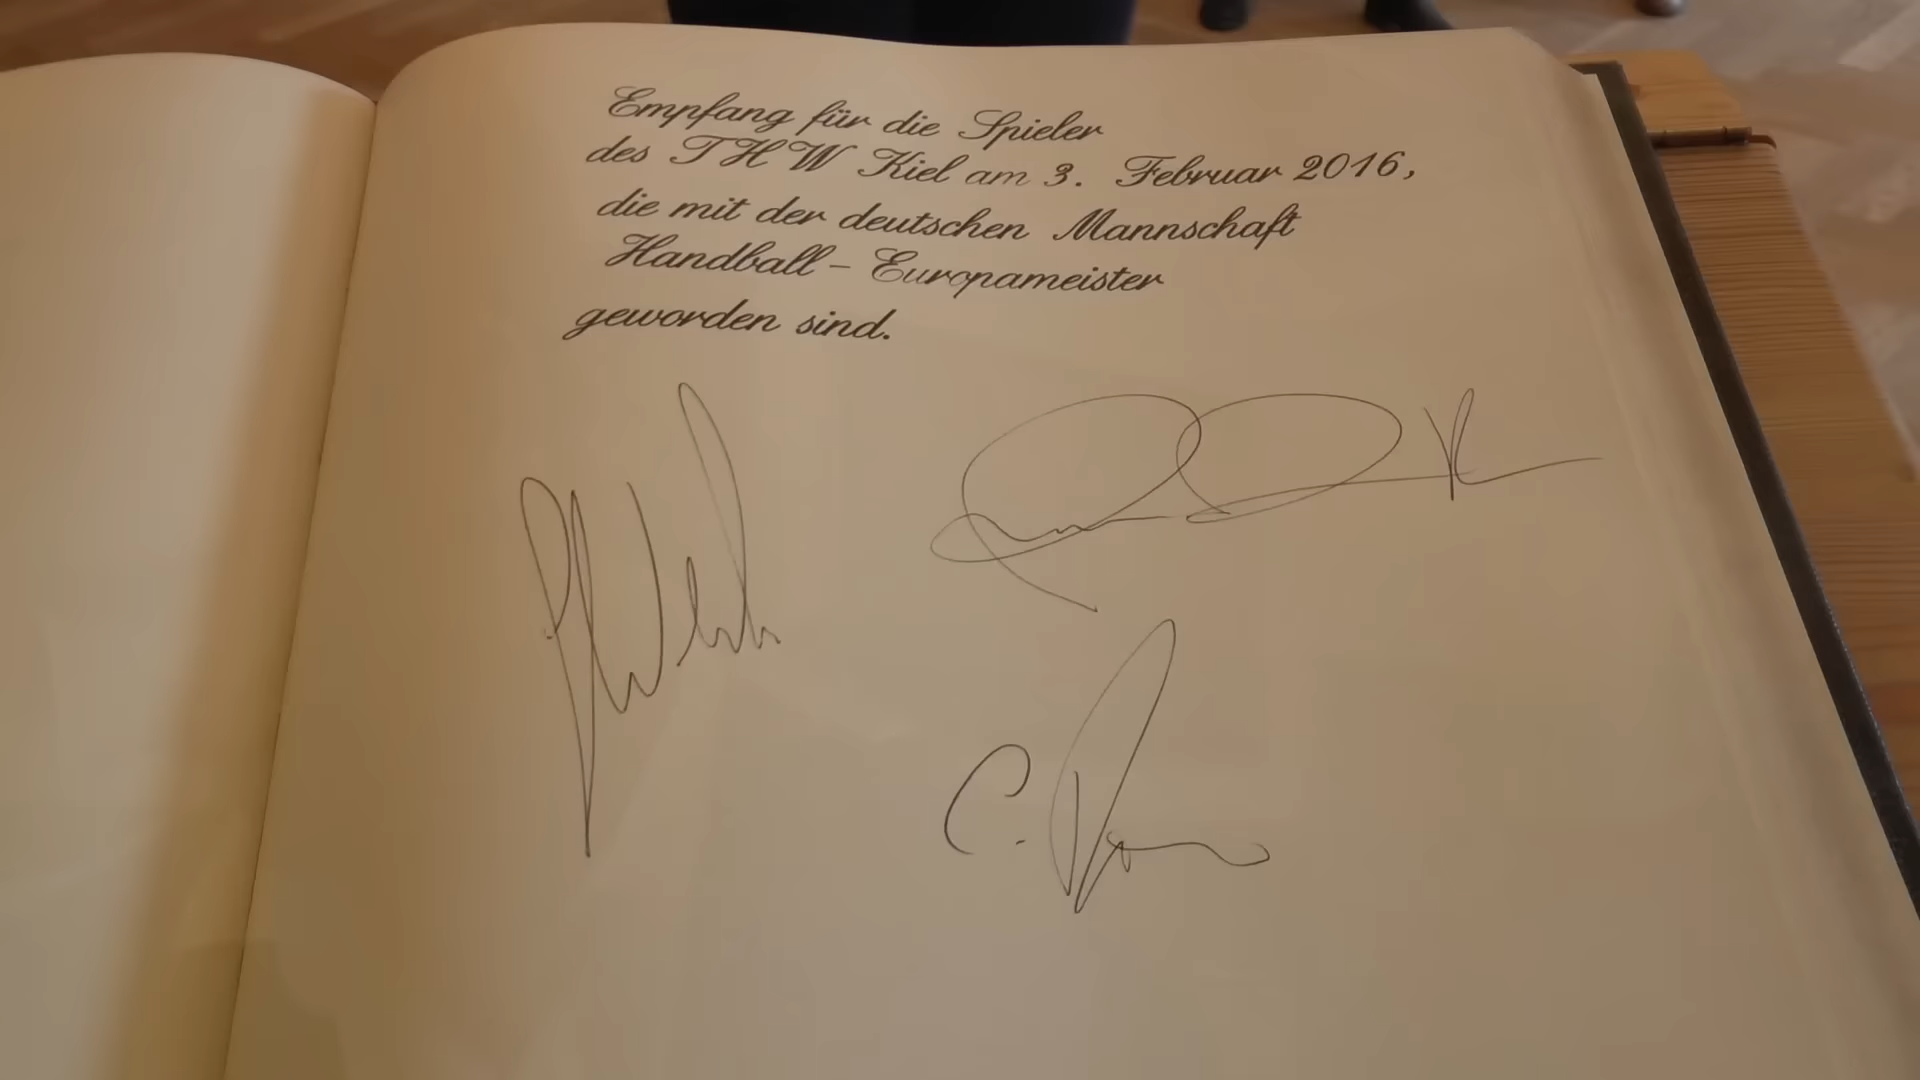 Empfang für die Spieler
des THW Kiel am 3. Februar 2016,
die mit der deutschen Mannschaft
Handball - Europameister
geworden sind.
C.